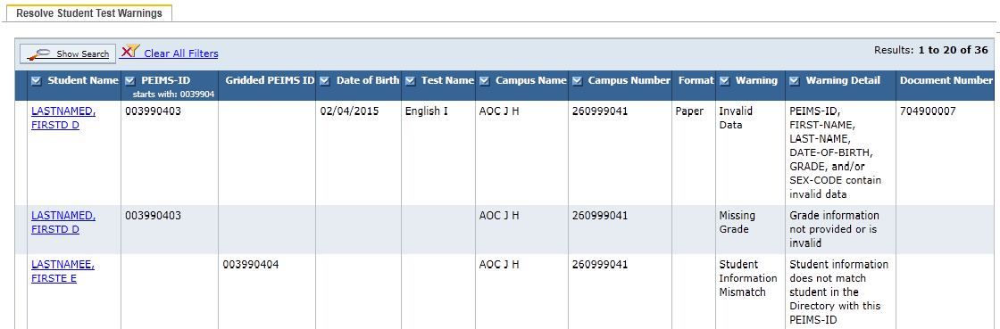 Resolve Student Test Warnings
Show Search Clear All Filters Results: 1 to 20 of 36
Student Name PEIMS-ID Gridded PEIMS ID Date of Birth Test Name Campus Name Campus Number Format Warning Warning Detail Document Number
starts with: 0039904
LASTNAMED, 003990403 02/04/2015 English I AOC J H 260999041 Paper Invalid PEIMS-ID, 704900007
FIRSTD D Data FIRST-NAME,
LAST-NAME,
DATE-OF-BIRTH,
GRADE, and/or
SEX-CODE contain
invalid data
LASTNAMED, 003990403 AOC J H 260999041 Missing Grade information
FIRSTD D Grade not provided or is
invalid
LASTNAMEE, 003990404 AOC J H 260999041 Student Student information
FIRSTE E Information does not match
Mismatch student in the
Directory with this
PEIMS-ID